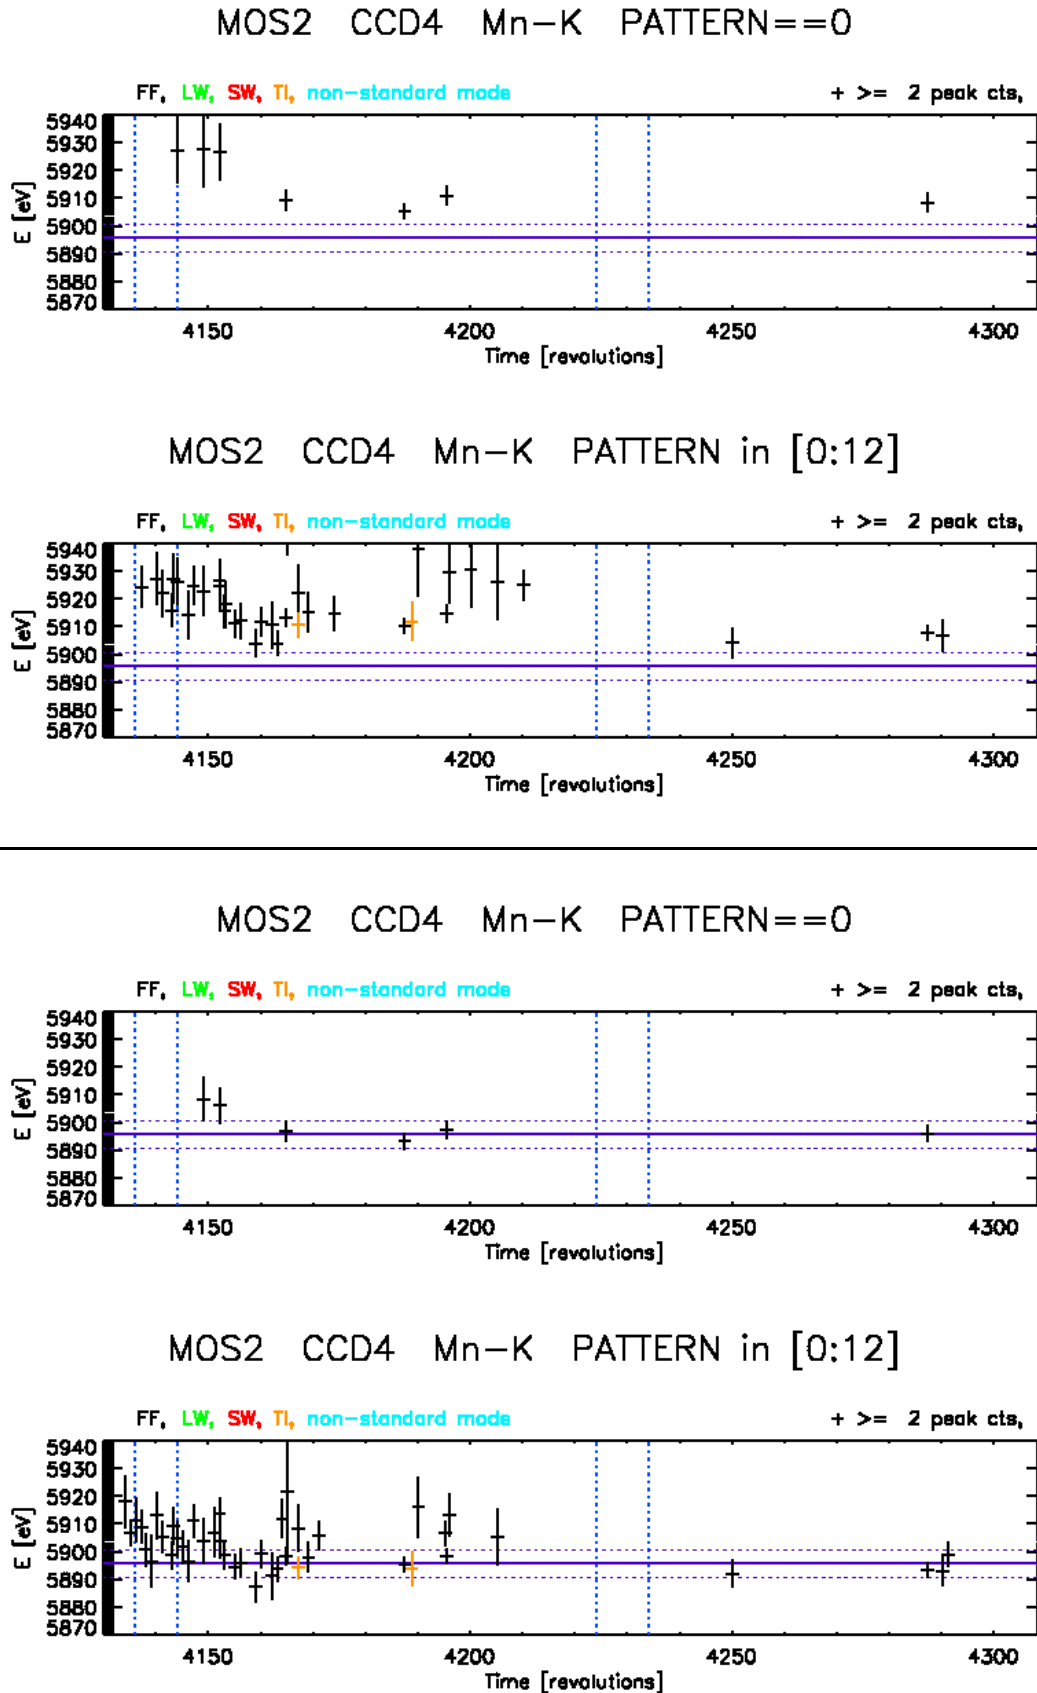 MOS2 CCD4 Mn-K PATTERN==0
FF, LW, SW, TI, non-standard mode + >= 2 peak cts,
5940
5930
5920
5910
5900
5890
5880
5870
E [eV]
4150 4200 4250 4300
Time [revolutions]
MOS2 CCD4 Mn-K PATTERN in [0:12]
FF, LW, SW, TI, non-standard mode + >= 2 peak cts,
5940
5930
5920
5910
5900
5890
5880
5870
E [eV]
4150 4200 4250 4300
Time [revolutions]
MOS2 CCD4 Mn-K PATTERN==0
FF, LW, SW, TI, non-standard mode + >= 2 peak cts,
5940
5930
5920
5910
5900
5890
5880
5870
E [eV]
4150 4200 4250 4300
Time [revolutions]
MOS2 CCD4 Mn-K PATTERN in [0:12]
FF, LW, SW, TI, non-standard mode + >= 2 peak cts,
5940
5930
5920
5910
5900
5890
5880
5870
E [eV]
4150 4200 4250 4300
Time [revolutions]